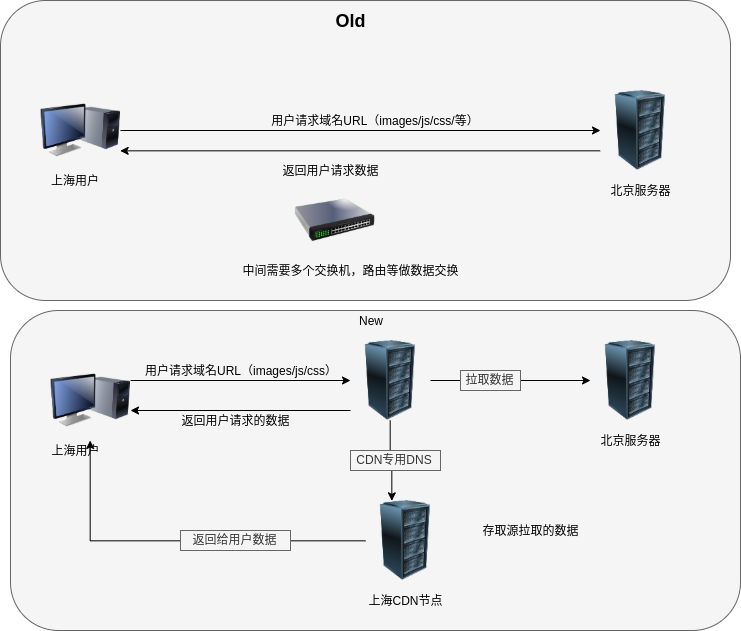 Old
用户请求域名URL（images/js/css/等）
返回用户请求数据
上海用户
北京服务器
中间需要多个交换机，路由等做数据交换
New
用户请求域名URL（images/js/css）
拉取数据
返回用户请求的数据
上海用户
北京服务器
CDN专用DNS
返回给用户数据
存取源拉取的数据
上海CDN节点